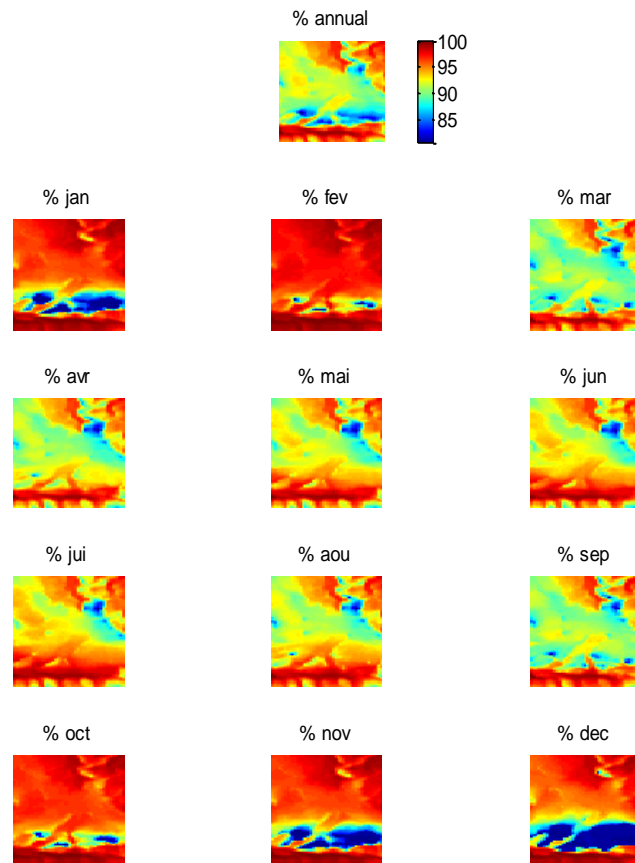 % annual
100
95
90
85
% jan
% fev
% mar
% avr
% mai
% jun
% jui
% aou
% sep
% oct
% nov
% dec